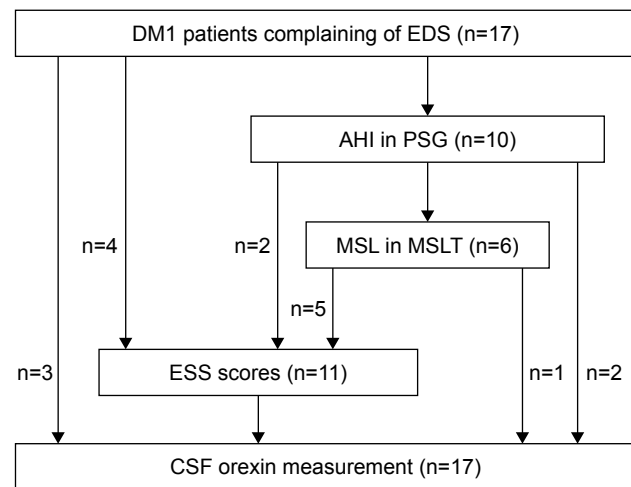 DM1 patients complaining of EDS (n=17)
AHI in PSG (n=10)
n=4
n=2
MSL in MSLT (n=6)
n=5
n=3
ESS scores (n=11)
n=1
n=2
CSF orexin measurement (n=17)